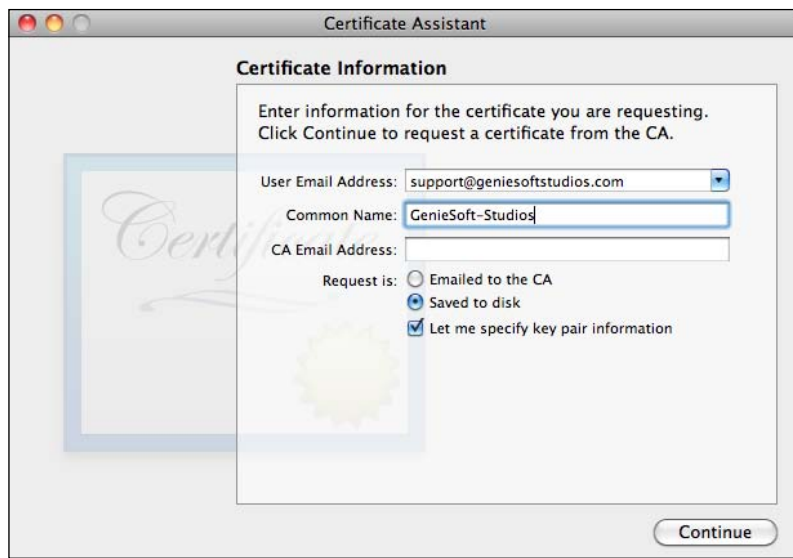 Certificate Assistant
Certificate Information
Enter information for the certificate you are requesting.
Click Continue to request a certificate from the CA.
User Email Address: support@geniesoftstudios.com
Common Name: GenieSoft-Studios
CA Email Address:
Request is: Emailed to the CA
Saved to disk
Let me specify key pair information
Certificate
Continue